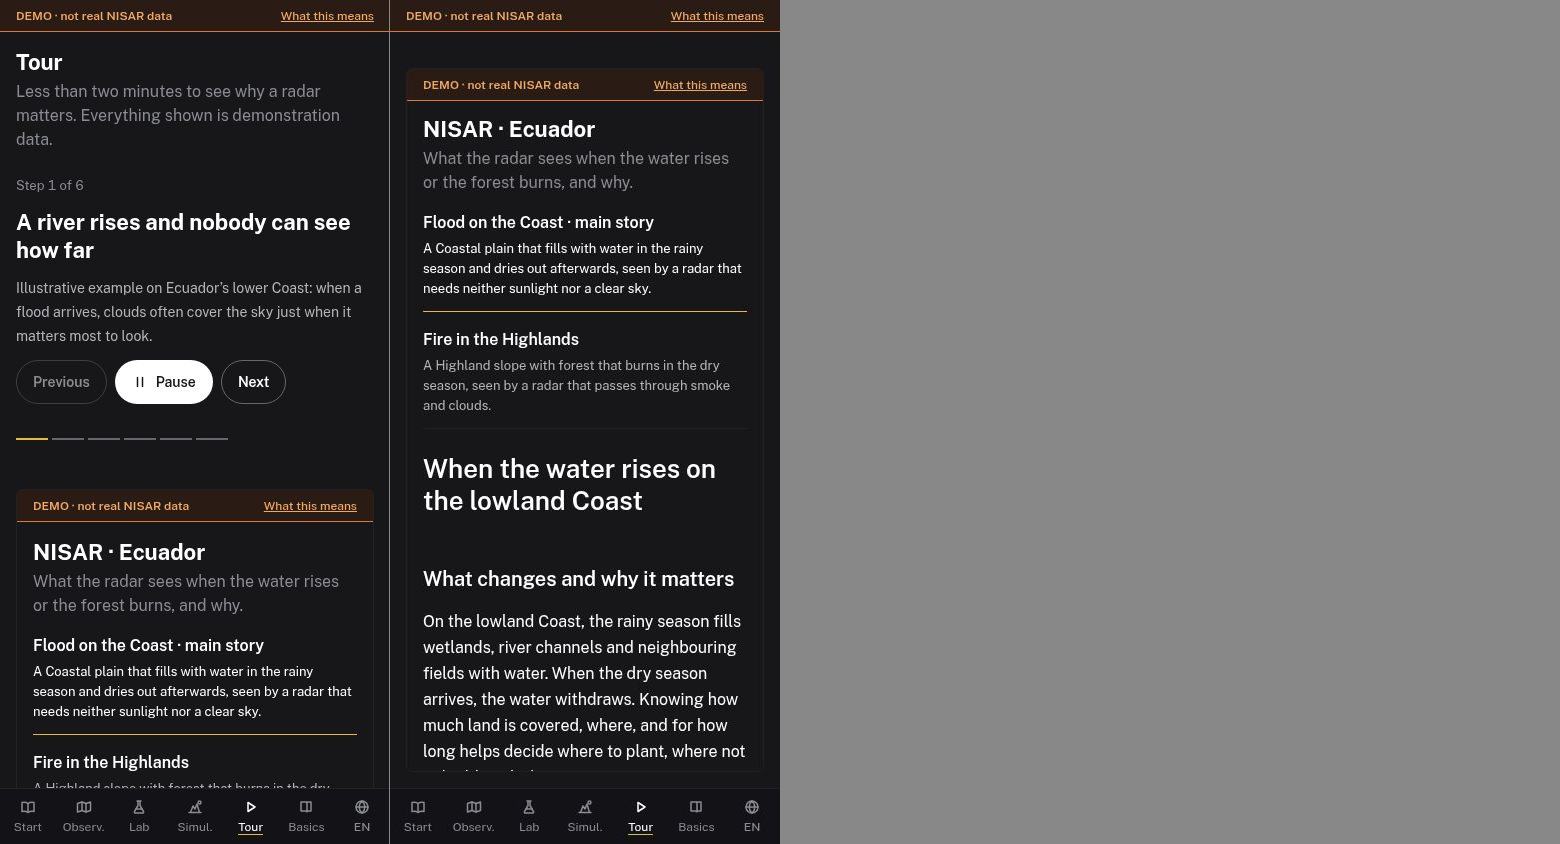 DEMO · not real NISAR data
What this means
Tour
Less than two minutes to see why a radar
matters. Everything shown is demonstration
data.
Step 1 of 6
A river rises and nobody can see
how far
Illustrative example on Ecuador’s lower Coast: when a
flood arrives, clouds often cover the sky just when it
matters most to look.
Previous
Pause
Next
DEMO · not real NISAR data
What this means
NISAR · Ecuador
What the radar sees when the water rises
or the forest burns, and why.
Flood on the Coast · main story
A Coastal plain that fills with water in the rainy
season and dries out afterwards, seen by a radar that
needs neither sunlight nor a clear sky.
Fire in the Highlands
A Highland slope with forest that burns in the dry
Start
Observ.
Lab
Simul.
Tour
Basics
EN
DEMO · not real NISAR data
What this means
DEMO · not real NISAR data
What this means
NISAR · Ecuador
What the radar sees when the water rises
or the forest burns, and why.
Flood on the Coast · main story
A Coastal plain that fills with water in the rainy
season and dries out afterwards, seen by a radar that
needs neither sunlight nor a clear sky.
Fire in the Highlands
A Highland slope with forest that burns in the dry
season, seen by a radar that passes through smoke
and clouds.
When the water rises on
the lowland Coast
What changes and why it matters
On the lowland Coast, the rainy season fills
wetlands, river channels and neighbouring
fields with water. When the dry season
arrives, the water withdraws. Knowing how
much land is covered, where, and for how
long helps decide where to plant, where not
Start
Observ.
Lab
Simul.
Tour
Basics
EN